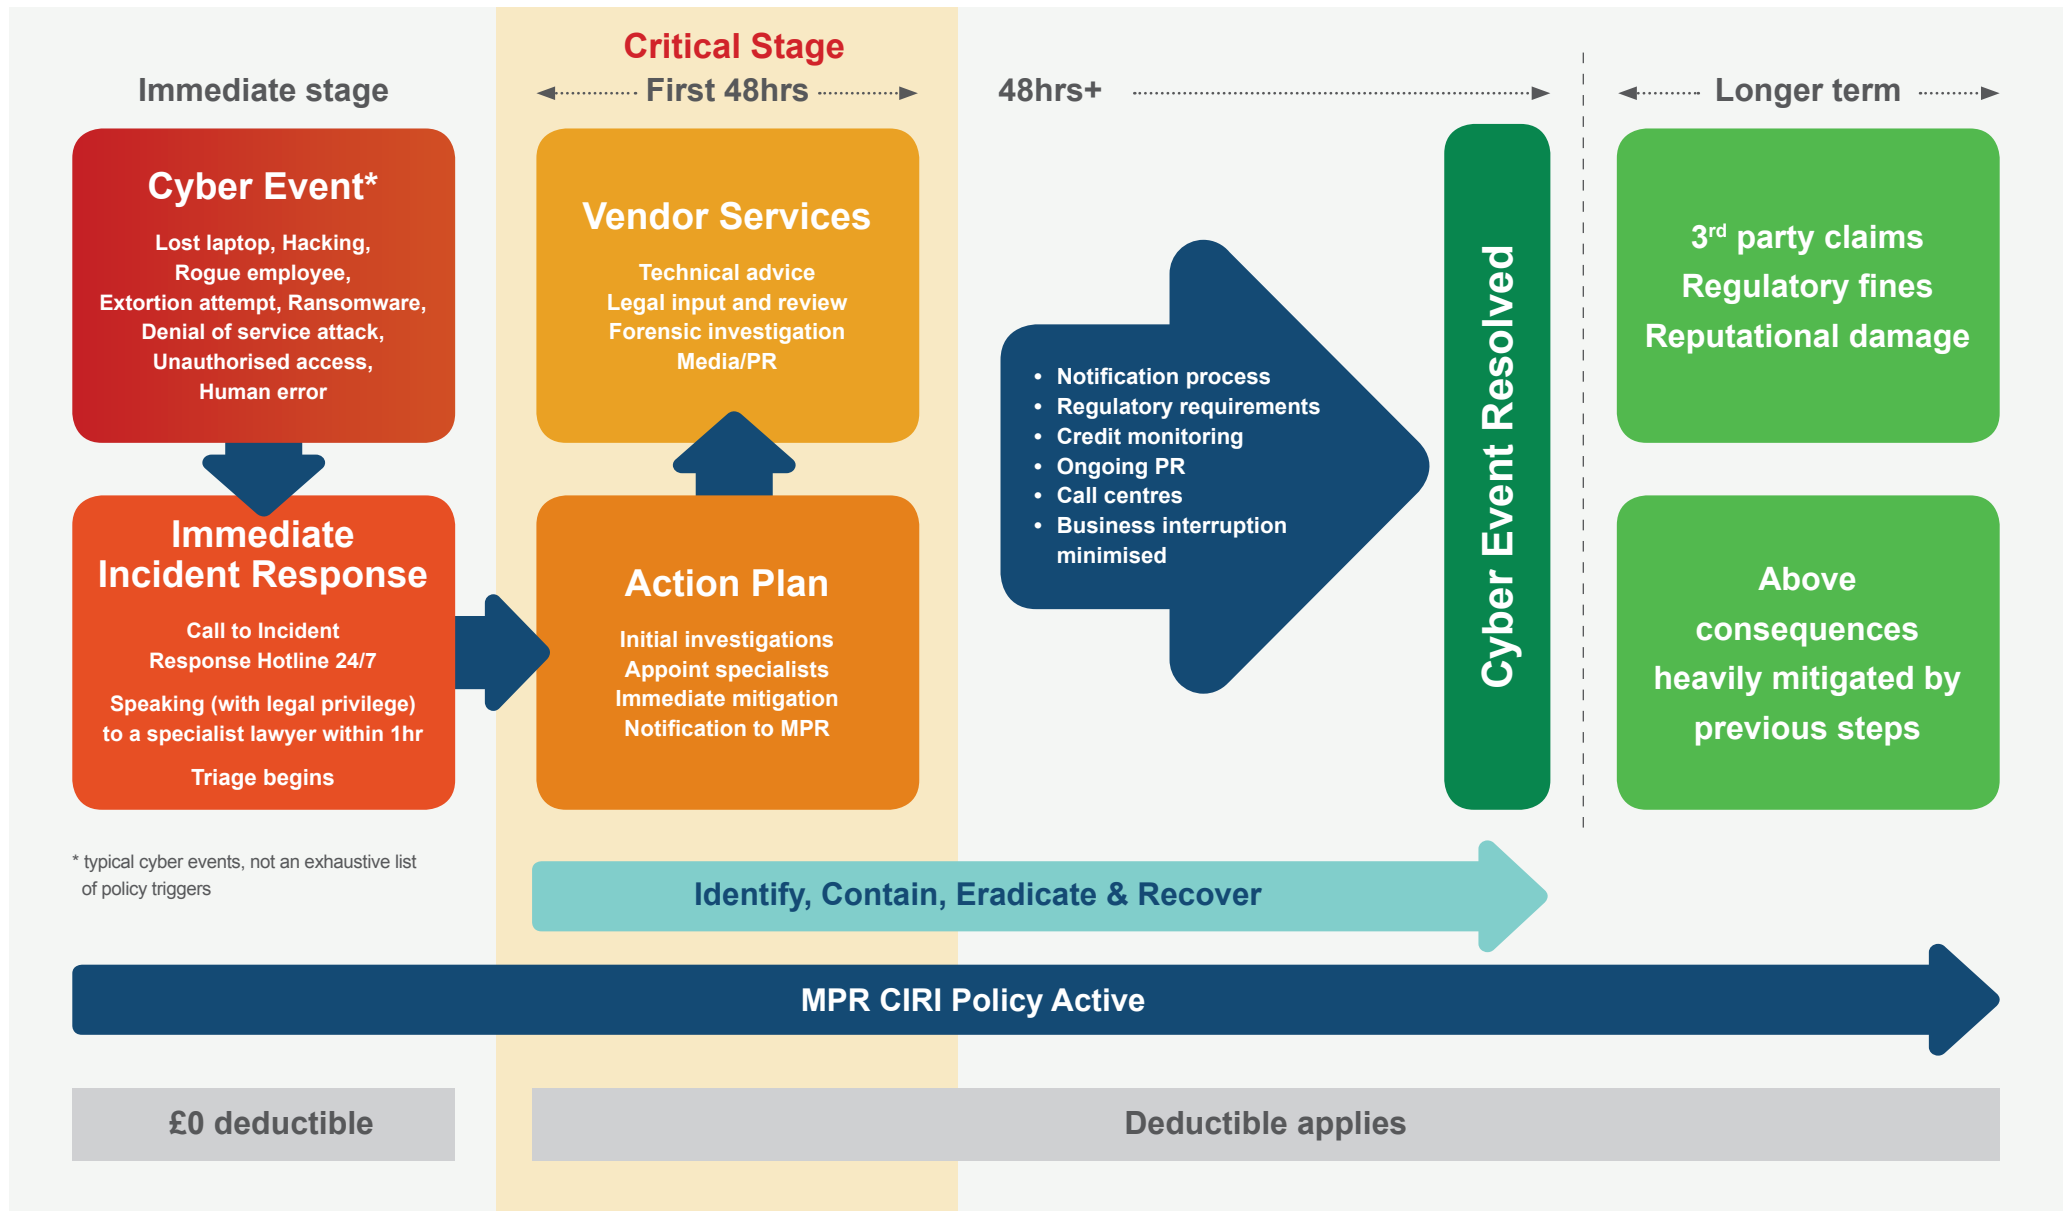 Critical Stage
Immediate stage
First 48hrs
48hrs+
Longer term
Cyber Event*
Lost laptop, Hacking,
Rogue employee,
Extortion attempt, Ransomware,
Denial of service attack,
Unauthorised access,
Human error
Immediate
Incident Response
Call to Incident
Response Hotline 24/7
Speaking (with legal privilege)
to a specialist lawyer within 1hr
Triage begins
* typical cyber events, not an exhaustive list
of policy triggers
Vendor Services
Technical advice
Legal input and review
Forensic investigation
Media/PR
Action Plan
Initial investigations
Appoint specialists
Immediate mitigation
Notification to MPR
• Notification process
• Regulatory requirements
• Credit monitoring
• Ongoing PR
• Call centres
• Business interruption
minimised
Cyber Event Resolved
3rd party claims
Regulatory fines
Reputational damage
Above
consequences
heavily mitigated by
previous steps
Identify, Contain, Eradicate & Recover
MPR CIRI Policy Active
£0 deductible
Deductible applies